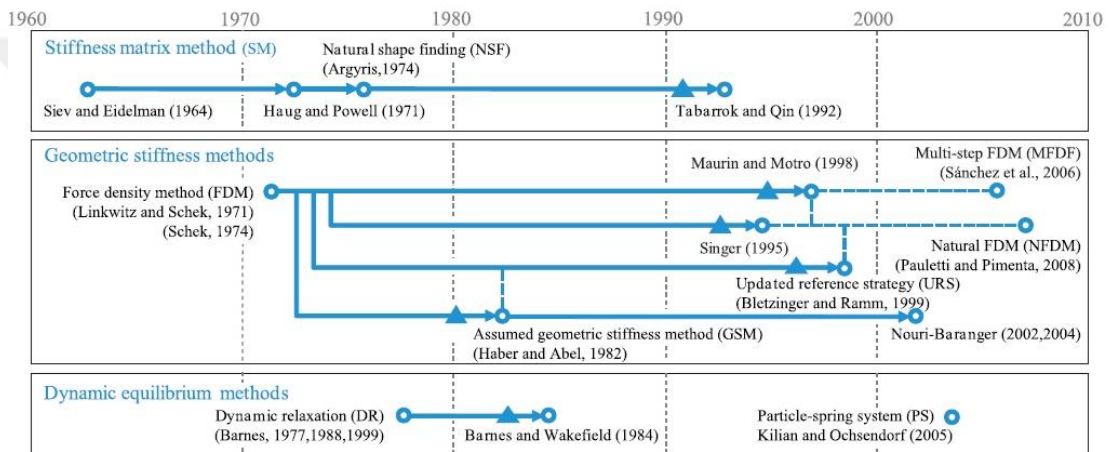 1960 1970 1980 1990 2000 2010
Stiffness matrix method (SM)
Natural shape finding (NSF)
(Argyris,1974)
Siev and Eidelman (1964)
Haug and Powell (1971)
Tabarrok and Qin (1992)
Geometric stiffness methods
Multi-step FDM (MFDF)
(Sánchez et al., 2006)
Maurin and Motro (1998)
Force density method (FDM)
(Linkwitz and Schek, 1971)
(Schek, 1974)
Singer (1995)
Natural FDM (NFDM)
(Pauletti and Pimenta, 2008)
Updated reference strategy (URS)
(Bletzinger and Ramm, 1999)
Assumed geometric stiffness method (GSM)
(Haber and Abel, 1982)
Nouri-Baranger (2002,2004)
Dynamic equilibrium methods
Dynamic relaxation (DR)
(Barnes, 1977,1988,1999)
Barnes and Wakefield (1984)
Particle-spring system (PS)
Kilian and Ochsendorf (2005)